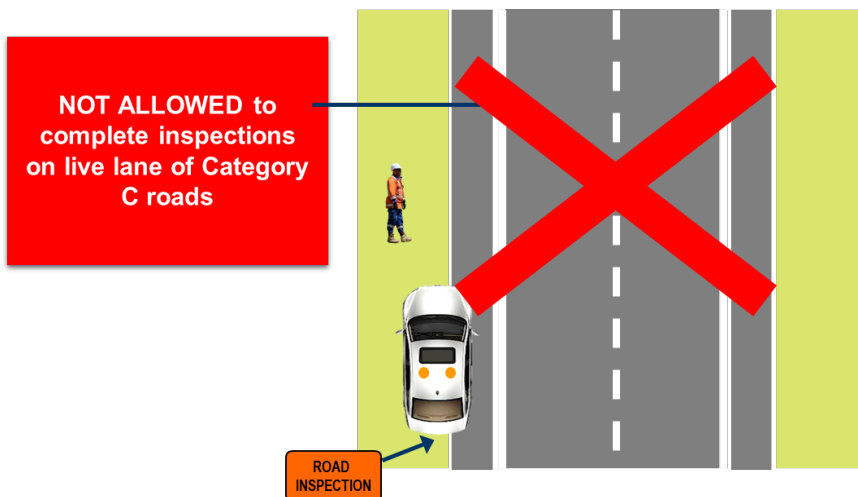 NOT ALLOWED to
complete inspections
on live lane of Category
C roads
ROAD
INSPECTION